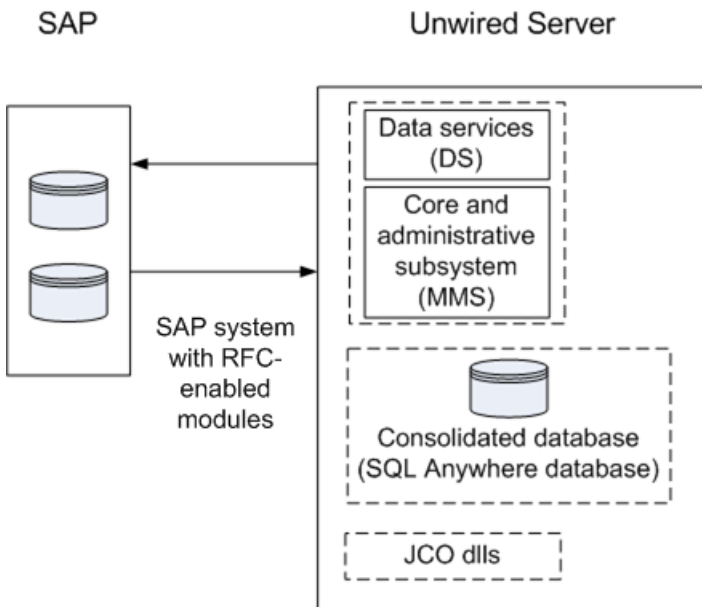 SAP
Unwired Server
Data services
(DS)
Core and
administrative
subsystem
(MMS)
SAP system
with RFC-
enabled
modules
Consolidated database
(SQL Anywhere database)
JCO dlls